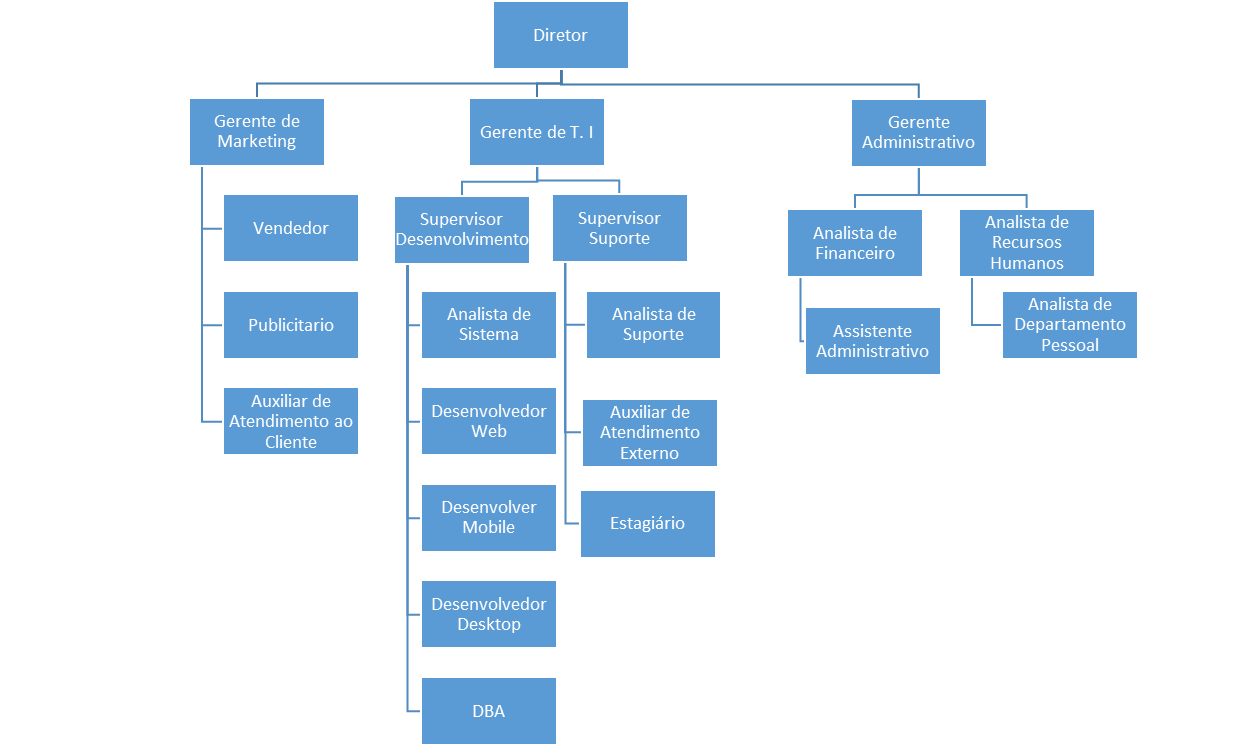 Diretor
Gerente de
Marketing
Gerente de T. I
Gerente
Administrativo
Vendedor
Publicitario
Auxiliar de
Atendimento ao
Cliente
Supervisor
Desenvolvimento
Analista de
Sistema
Desenvolvedor
Web
Desenvolver
Mobile
Desenvolvedor
Desktop
DBA
Supervisor
Suporte
Analista de
Suporte
Auxiliar de
Atendimento
Externo
Estagiário
Analista de
Financeiro
Assistente
Administrativo
Analista de
Recursos
Humanos
Analista de
Departamento
Pessoal